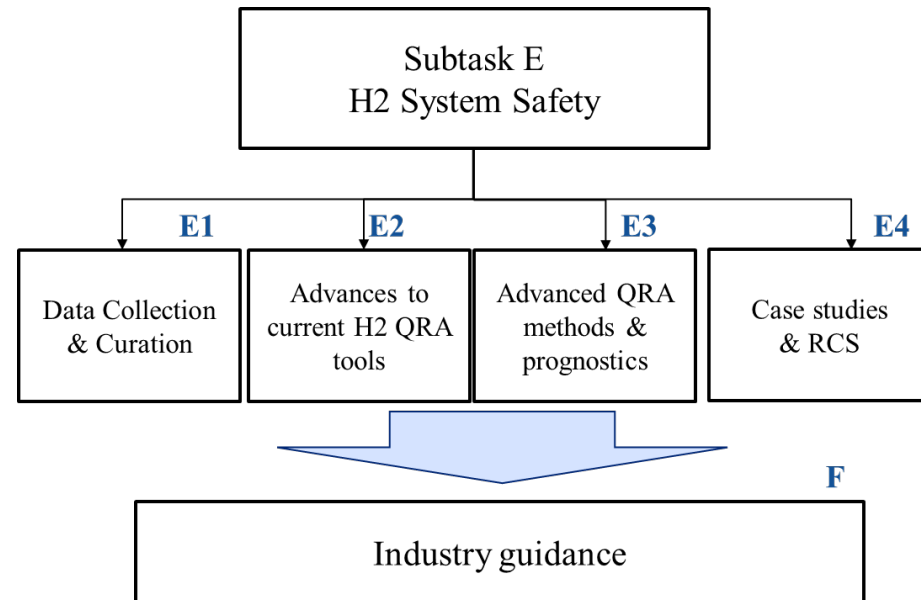 Subtask E
H2 System Safety
E1
E2
E3
E4
Data Collection
& Curation
Advances to
current H2 QRA
tools
Advanced QRA
methods &
prognostics
Case studies
& RCS
F
Industry guidance